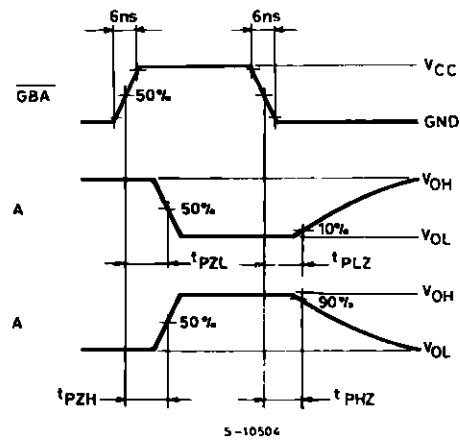 6ns 6ns
VCC
GBA
50%
GND
VOH
A
50%
10%
VOL
tPZL tPLZ
VOH
90%
A
50%
VOL
tPZH tPHZ
S-10504